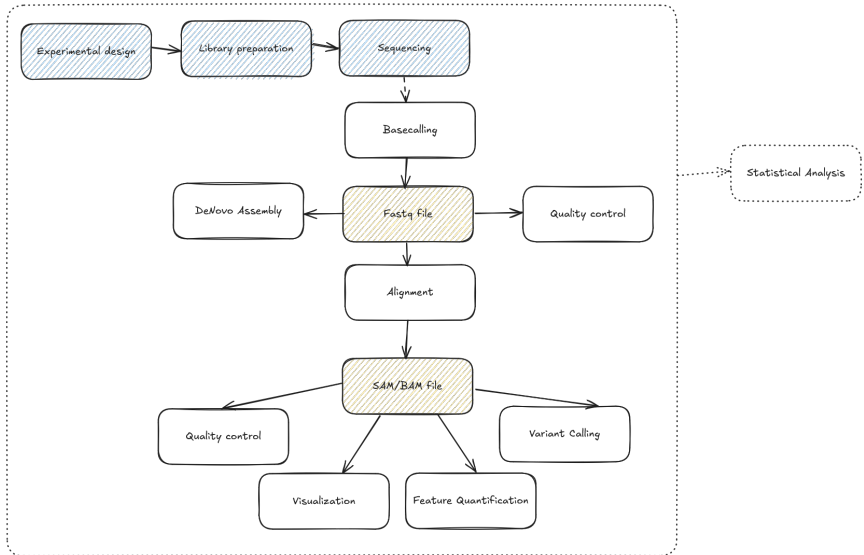 Experimental design
Library preparation
Sequencing
Basecalling
Statistical Analysis
DeNovo Assembly
Fastq file
Quality control
Alignment
SAM/BAM file
Quality control
Variant Calling
Visualization
Feature Quantification